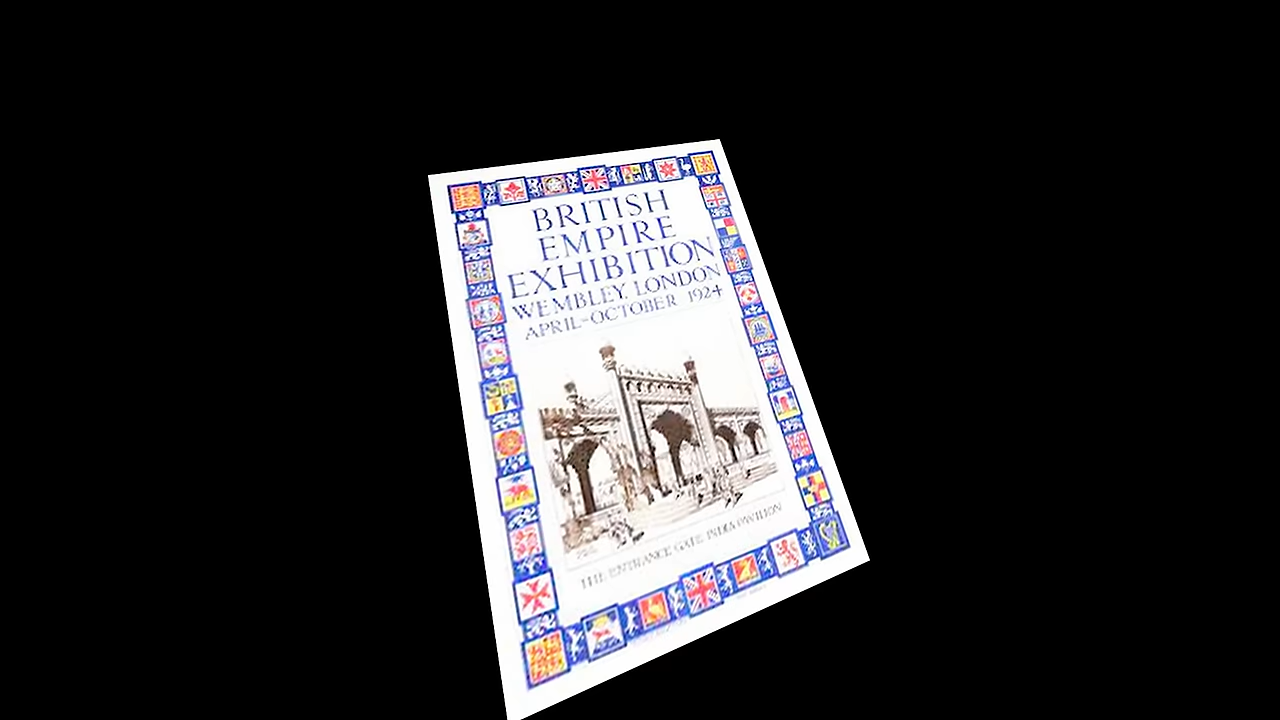 BRITISH
EMPIRE
EXHIBITION
WEMBLEY, LONDON
APRIL-OCTOBER 1924
THE ENTRANCE GATE INDIA PAVILION